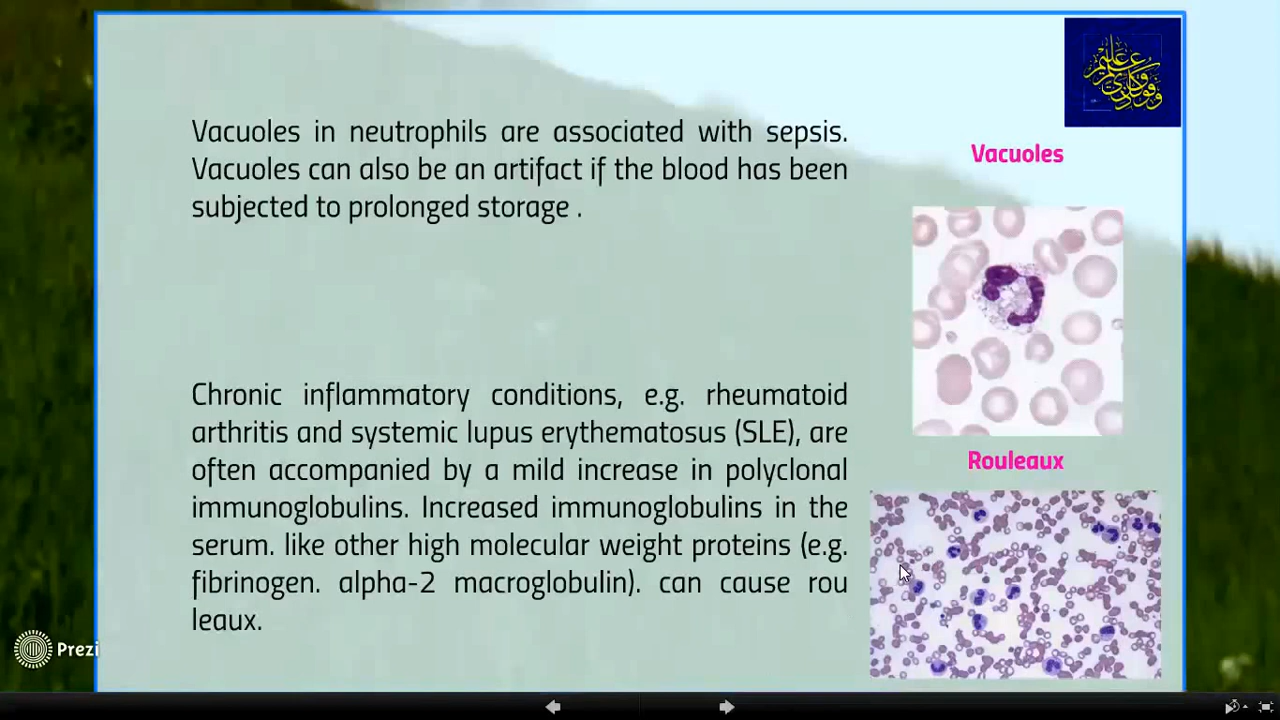 Vacuoles in neutrophils are associated with sepsis.
Vacuoles can also be an artifact if the blood has been
subjected to prolonged storage .
Vacuoles
Chronic inflammatory conditions, e.g. rheumatoid
arthritis and systemic lupus erythematosus (SLE), are
often accompanied by a mild increase in polyclonal
immunoglobulins. Increased immunoglobulins in the
serum. like other high molecular weight proteins (e.g.
fibrinogen. alpha-2 macroglobulin). can cause rou
leaux.
Rouleaux
Prezi